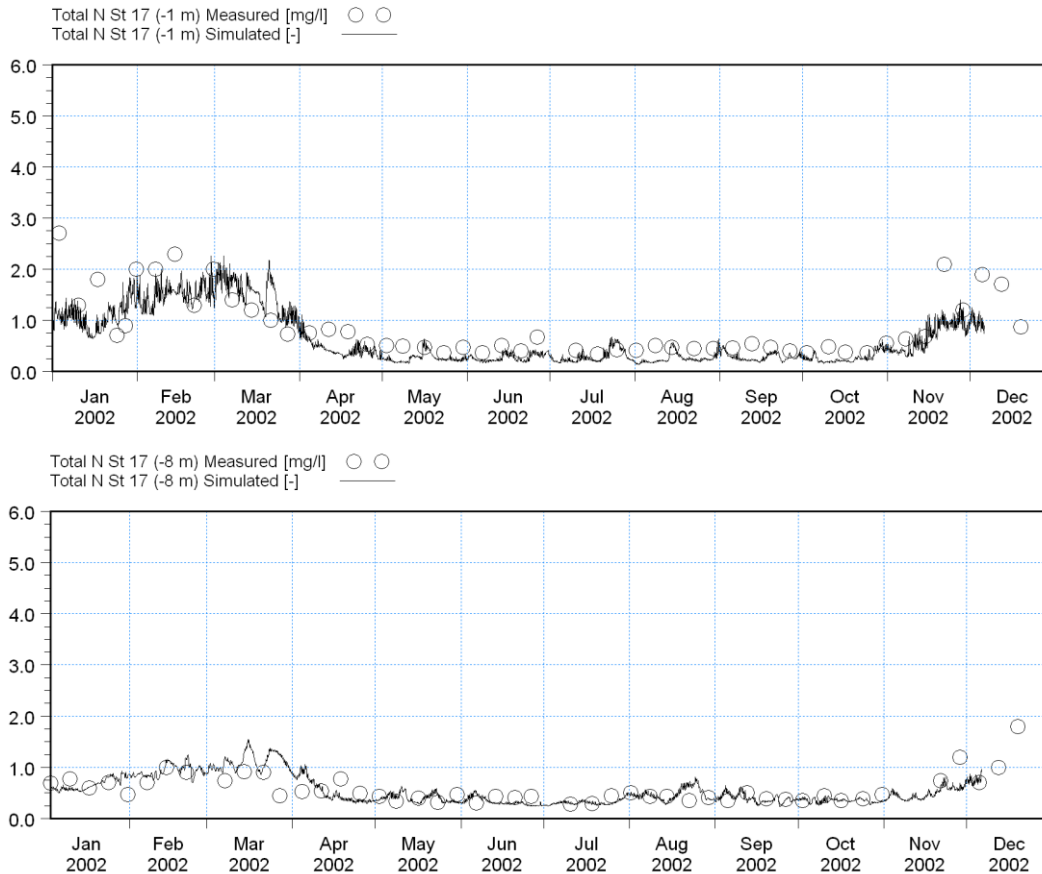 Total N St 17 (-1 m) Measured [mg/l]
Total N St 17 (-1 m) Simulated [-]
6.0
5.0
4.0
3.0
2.0
1.0
0.0
Jan Feb Mar Apr May Jun Jul Aug Sep Oct Nov Dec
2002 2002 2002 2002 2002 2002 2002 2002 2002 2002 2002 2002
Total N St 17 (-8 m) Measured [mg/l]
Total N St 17 (-8 m) Simulated [-]
6.0
5.0
4.0
3.0
2.0
1.0
0.0
Jan Feb Mar Apr May Jun Jul Aug Sep Oct Nov Dec
2002 2002 2002 2002 2002 2002 2002 2002 2002 2002 2002 2002